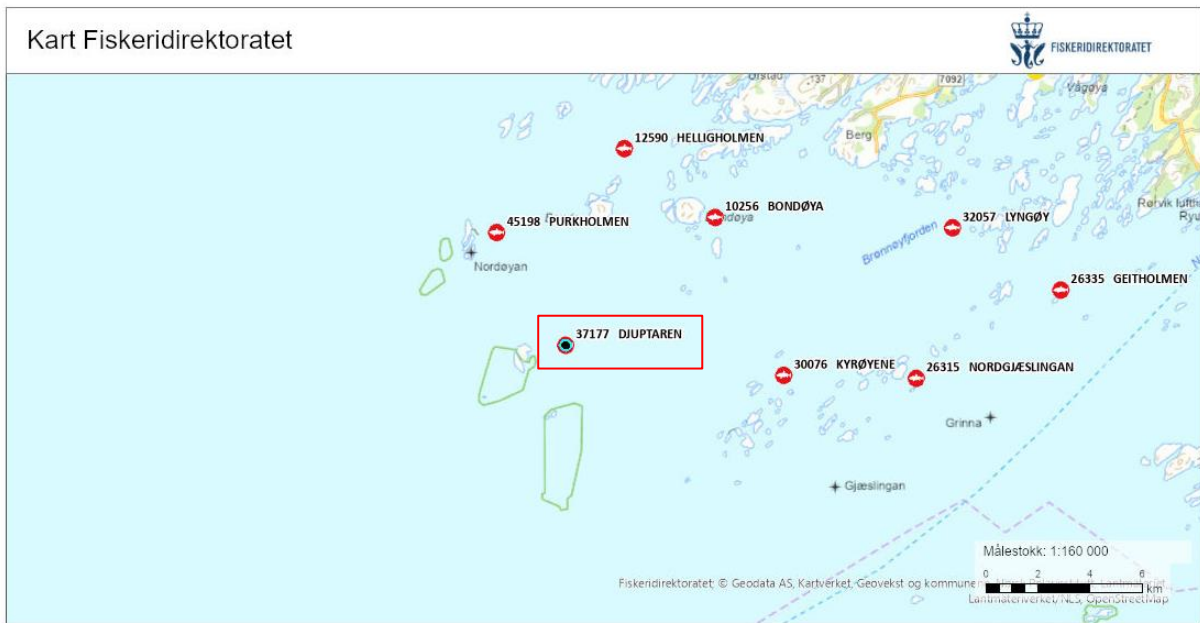 Kart Fiskeridirektoratet
FISKERIDIREKTORATET
137
7092
Vågøya
Berg
12590 HELLIGHOLMEN
10256 BONDØYA
45198 PURKHOLMEN
32057 LYNGØY
Rørvik
Brønnøyfjorden
Nordøyan
26335 GEITHOLMEN
37177 DJUPTAREN
30076 KYRØYENE
26315 NORDGJÆSLINGAN
Grinna
Gjæslingan
Målestokk: 1:160 000
0 2 4 6
km
Fiskeridirektoratet, © Geodata AS, Kartverket, Geovekst og
Lantmäteriverket/NLS, OpenStreetMap